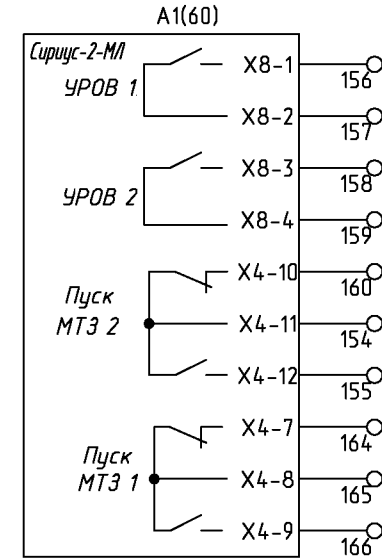 А1(60)
Сириус-2-МЛ
УРОВ 1
X8-1
156
X8-2
157
УРОВ 2
X8-3
158
X8-4
159
Пуск
МТЗ 2
X4-10
160
X4-11
154
X4-12
155
Пуск
МТЗ 1
X4-7
164
X4-8
165
X4-9
166